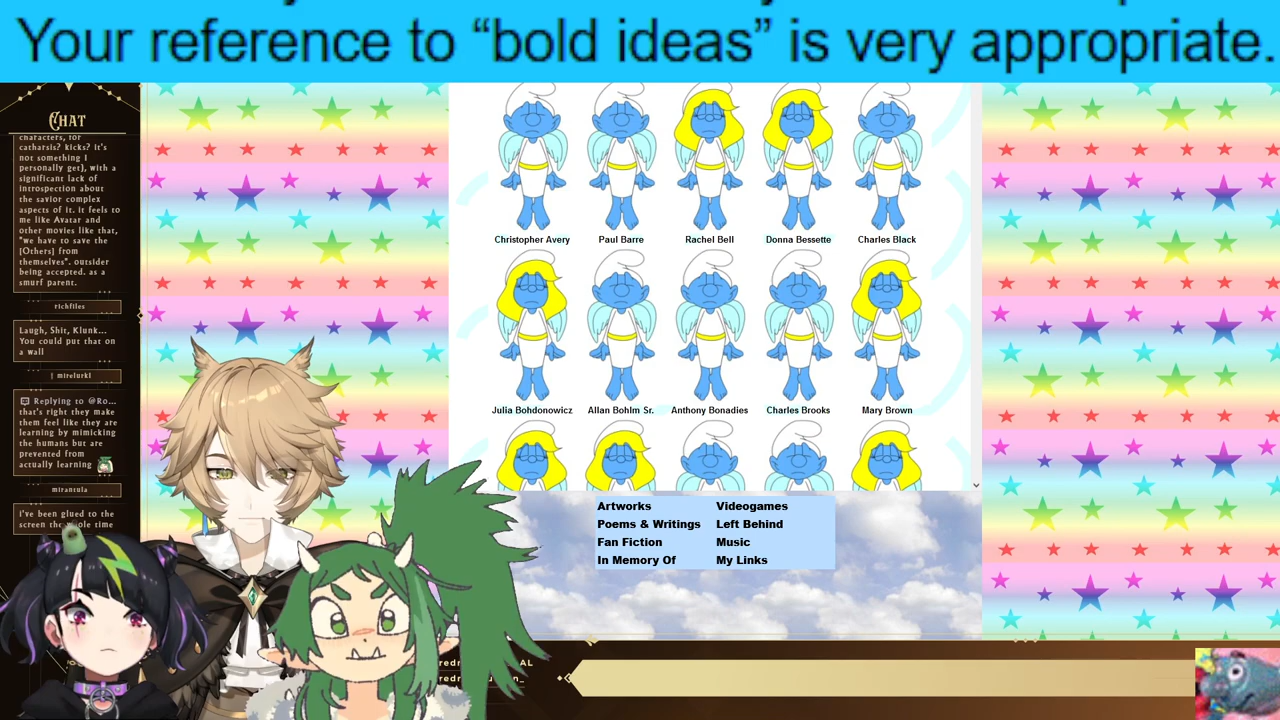 Your reference to “bold ideas” is very appropriate.
Chat
characters, for
catharsis? kicks? it's
not something I
personally get), with a
significant lack of
introspection about
the savior complex
aspects of it. it feels to
me like Avatar and
other movies like that,
"we have to save the
[Others] from
themselves". outsider
being accepted. as a
smurf parent.
richfiles
Laugh, Shit, Klunk...
You could put that on
a wall
mirelurk1
Replying to @Ro...
that's right they make
them feel like they are
learning by mimicking
the humans but are
prevented from
actually learning
mirantula
i've been glued to the
screen the whole time
Christopher Avery
Paul Barre
Rachel Bell
Donna Bessette
Charles Black
Julia Bohdonowicz
Allan Bohlm Sr.
Anthony Bonadies
Charles Brooks
Mary Brown
Artworks
Videogames
Poems & Writings
Left Behind
Fan Fiction
Music
In Memory Of
My Links
AL